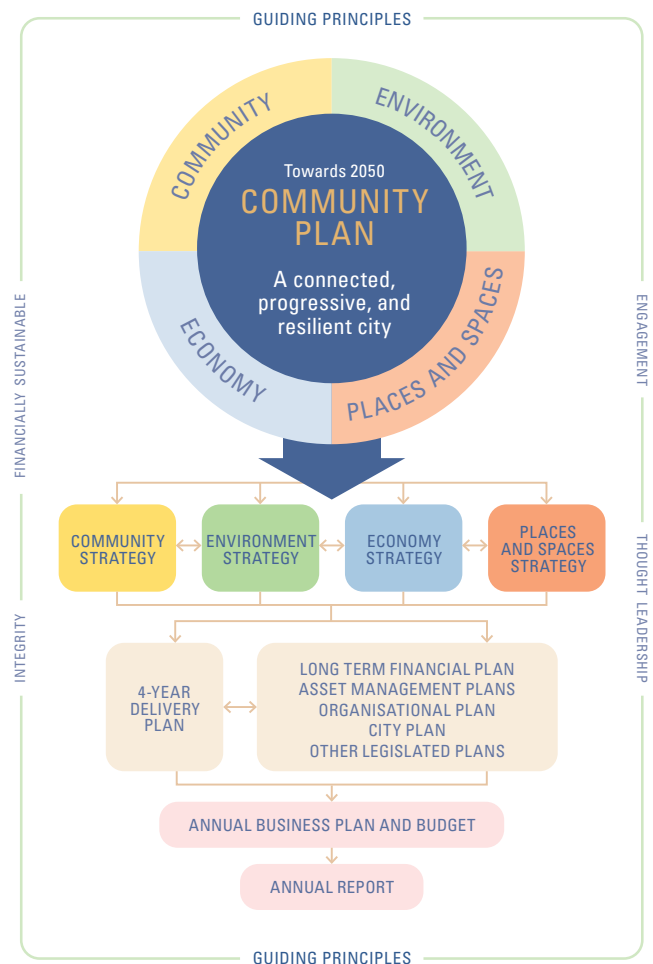 GUIDING PRINCIPLES
COMMUNITY
ENVIRONMENT
Towards 2050
COMMUNITY
PLAN
A connected,
progressive, and
resilient city
ECONOMY
PLACES AND SPACES
FINANCIALLY SUSTAINABLE
ENGAGEMENT
COMMUNITY
STRATEGY
ENVIRONMENT
STRATEGY
ECONOMY
STRATEGY
PLACES
AND SPACES
STRATEGY
INTEGRITY
THOUGHT LEADERSHIP
4-YEAR
DELIVERY
PLAN
LONG TERM FINANCIAL PLAN
ASSET MANAGEMENT PLANS
ORGANISATIONAL PLAN
CITY PLAN
OTHER LEGISLATED PLANS
ANNUAL BUSINESS PLAN AND BUDGET
ANNUAL REPORT
GUIDING PRINCIPLES